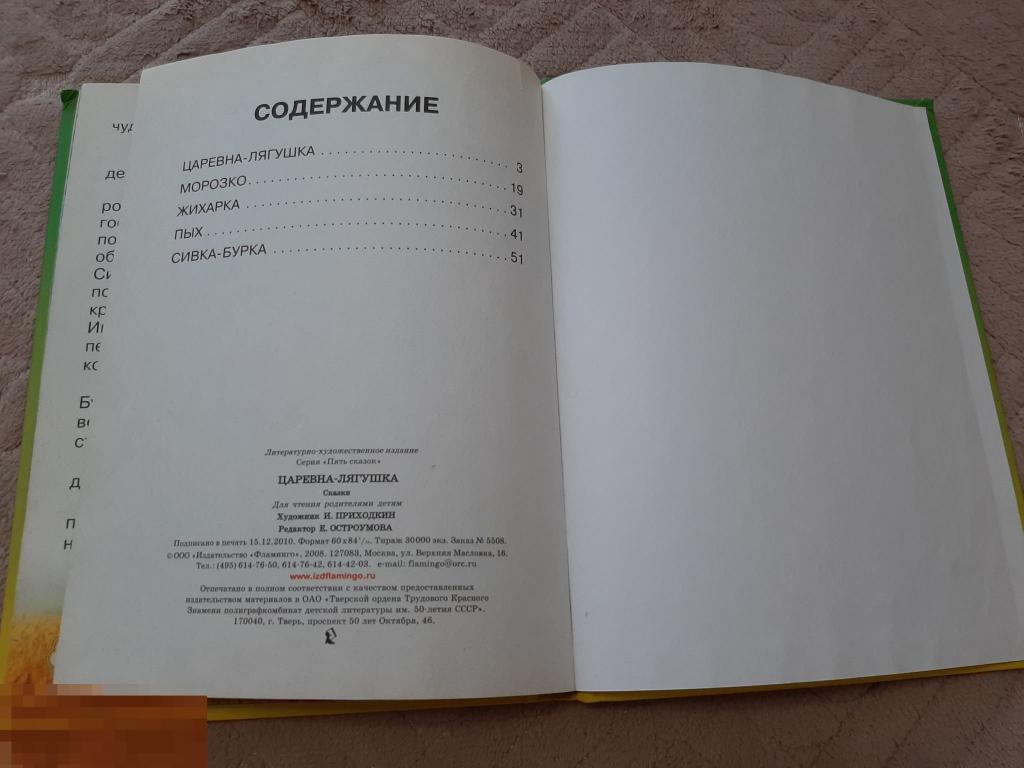 СОДЕРЖАНИЕ
ЦАРЕВНА-ЛЯГУШКА . . . . . . . . . . . . . . . . . . . . . . . . . 3
МОРОЗКО. . . . . . . . . . . . . . . . . . . . . . . . . . . . . . . . . . 19
ЖИХАРКА . . . . . . . . . . . . . . . . . . . . . . . . . . . . . . . . . . 31
ПЫХ . . . . . . . . . . . . . . . . . . . . . . . . . . . . . . . . . . . . . . . 41
СИВКА-БУРКА . . . . . . . . . . . . . . . . . . . . . . . . . . . . . . . 51
Литературно-художественное издание
Серия «Пять сказок»
ЦАРЕВНА-ЛЯГУШКА
Сказки
Для чтения родителями детям
Художник И. ПРИХОДКИН
Редактор Е. ОСТРОУМОВА
Подписано в печать 15.12.2010. Формат 60х84 Тираж 30000 экз. Заказ № 5508.
© ООО «Издательство «Фламинго», 2008. 127083, Москва, ул. Верхняя Масловка, 16.
Тел.: (495) 614-76-50, 614-76-42, 614-42-03. e-mail: flamingo@orc.ru
www.izdflamingo.ru
Отпечатано в полном соответствии с качеством предоставленных
издательством материалов в ОАО «Тверской ордена Трудового Красного
Знамени полиграфкомбинат детской литературы им. 50-летия СССР».
170040, г. Тверь, проспект 50 лет Октября, 46.